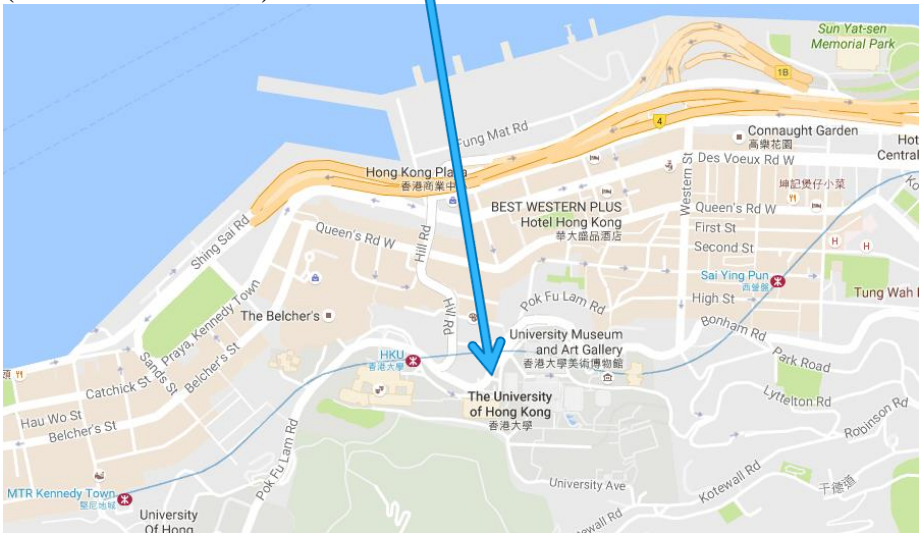 Sun Yat-sen
Memorial Park
1B
4
Fung Mat Rd
Connaught Garden
高樂花園
Hot
Central
Des Voeux Rd W
Hong Kong Plaza
香港商業中
Western St
坤記煲仔小菜
BEST WESTERN PLUS
Hotel Hong Kong
華大盛品酒店
Queen's Rd W
First St
Second St
Shing Sai Rd
Queen's Rd W
Hill Rd
H
H
Sai Ying Pun
西營盤
Tung Wah
High St
Pok Fu Lam Rd
Praya, Kennedy Town
The Belcher's
Hill Rd
Bonham Rd
University Museum
and Art Gallery
香港大學美術博物館
HKU
香港大學
Park Road
Sands St
Belcher's St
Catchick St
The University
of Hong Kong
香港大學
Lyttelton Rd
Robinson Rd
Hau Wo St
Belcher's St
Pok Fu Lam Rd
University Ave
Kotewall Rd
干德道
MTR Kennedy Town
堅尼地城
University
of Hong
wall Rd